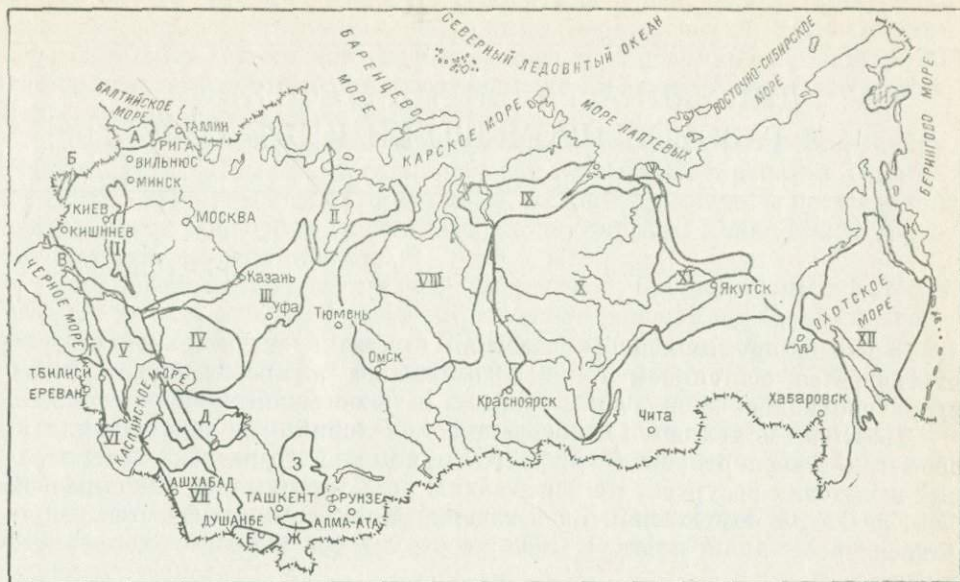 БАРЕНЦЕВО
МОРЕ
СЕВЕРНЫЙ ЛЕДОВИТЫЙ ОКЕАН
ВОСТОЧНО-СИБИРСКОЕ
МОРЕ
БЕРИНГОВО МОРЕ
БАЛТИЙСКОЕ
МОРЕ
КАРСКОЕ МОРЕ
МОРЕ ЛАПТЕВЫХ
А
ТАЛЛИН
РИГА
ВИЛЬНЮС
МИНСК
Б
КИЕВ
КИШИНЕВ
I
МОСКВА
II
IX
В
ЧЕРНОЕ МОРЕ
Казань
III
Уфа
VIII
X
XI
Якутск
ОХОТСКОЕ
МОРЕ
XII
Тюмень
IV
Г
V
Омск
ТБИЛИСИ
ЕРЕВАН
КАСПИЙСКОЕ МОРЕ
Красноярск
Чита
Хабаровск
VI
Д
З
АШХАБАД
VII
ТАШКЕНТ
ФРУНЗЕ
ДУШАНБЕ
АЛМА-АТА
Е
Ж